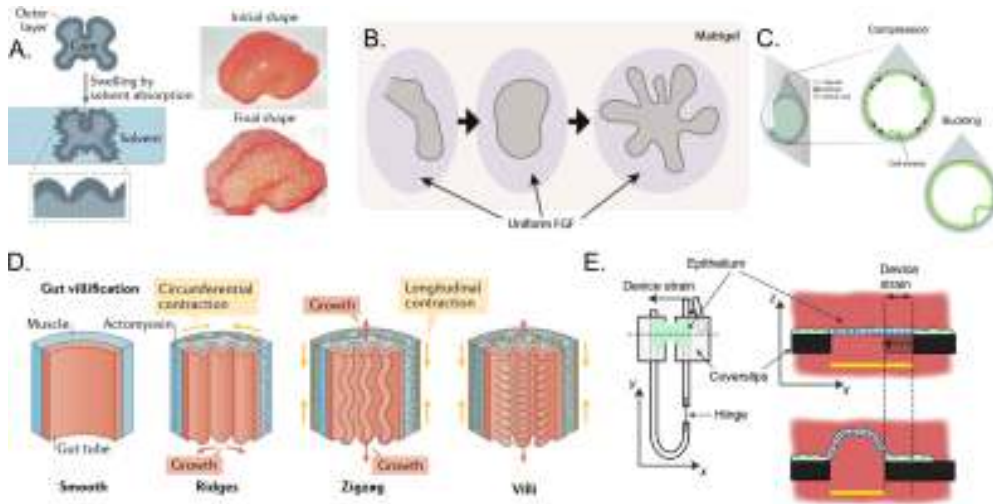 A.
Outer
layer
Core
Swelling by
solvent absorption
Solvent
Initial shape
Final shape
B.
Matrigel
Uniform FGF
C.
Compression
Buckling
D.
Gut villification
Circumferential
contraction
Growth
Longitudinal
contraction
Muscle
Actomyosin
Gut tube
Growth
Growth
Smooth
Ridges
Zigzag
Villi
E.
Epithelium
Device strain
Device
strain
Coverslips
Hinge
y
x
z
y